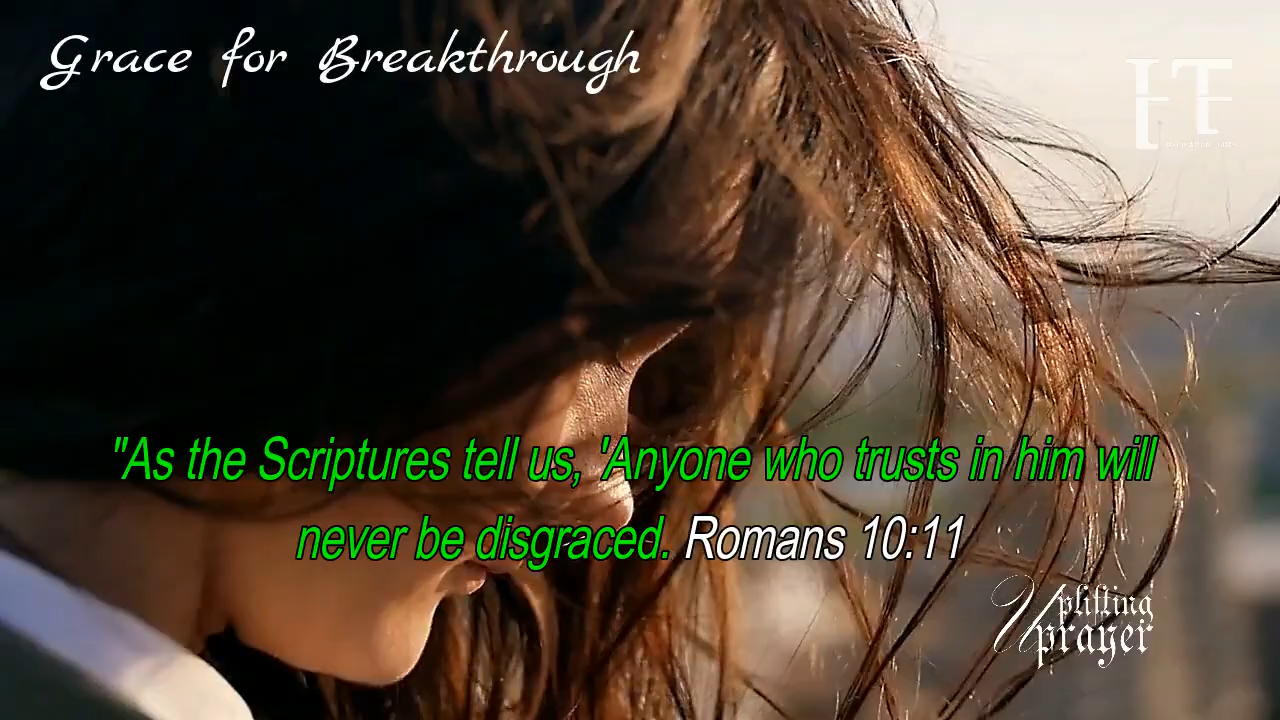 Grace for Breakthrough
"As the Scriptures tell us, 'Anyone who trusts in him will
never be disgraced. Romans 10:11
Uplifting
prayer